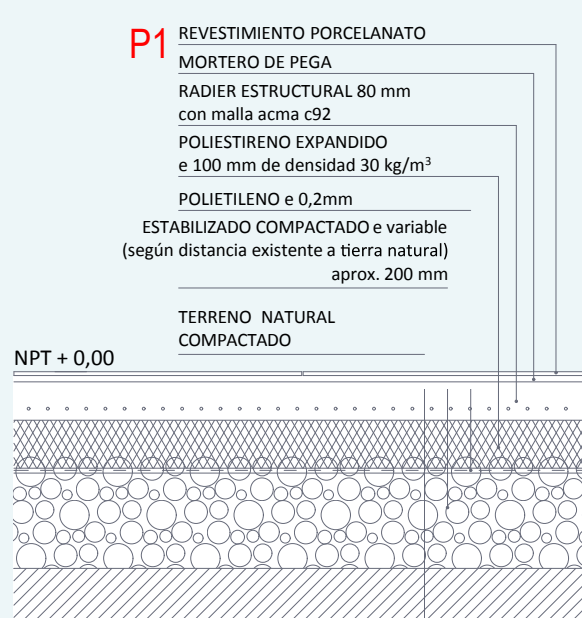 P1
REVESTIMIENTO PORCELANATO
MORTERO DE PEGA
RADIER ESTRUCTURAL 80 mm
con malla acma c92
POLIESTIRENO EXPANDIDO
e 100 mm de densidad 30 kg/m³
POLIETILENO e 0,2mm
ESTABILIZADO COMPACTADO e variable
(según distancia existente a tierra natural)
aprox. 200 mm
TERRENO NATURAL
COMPACTADO
NPT + 0,00